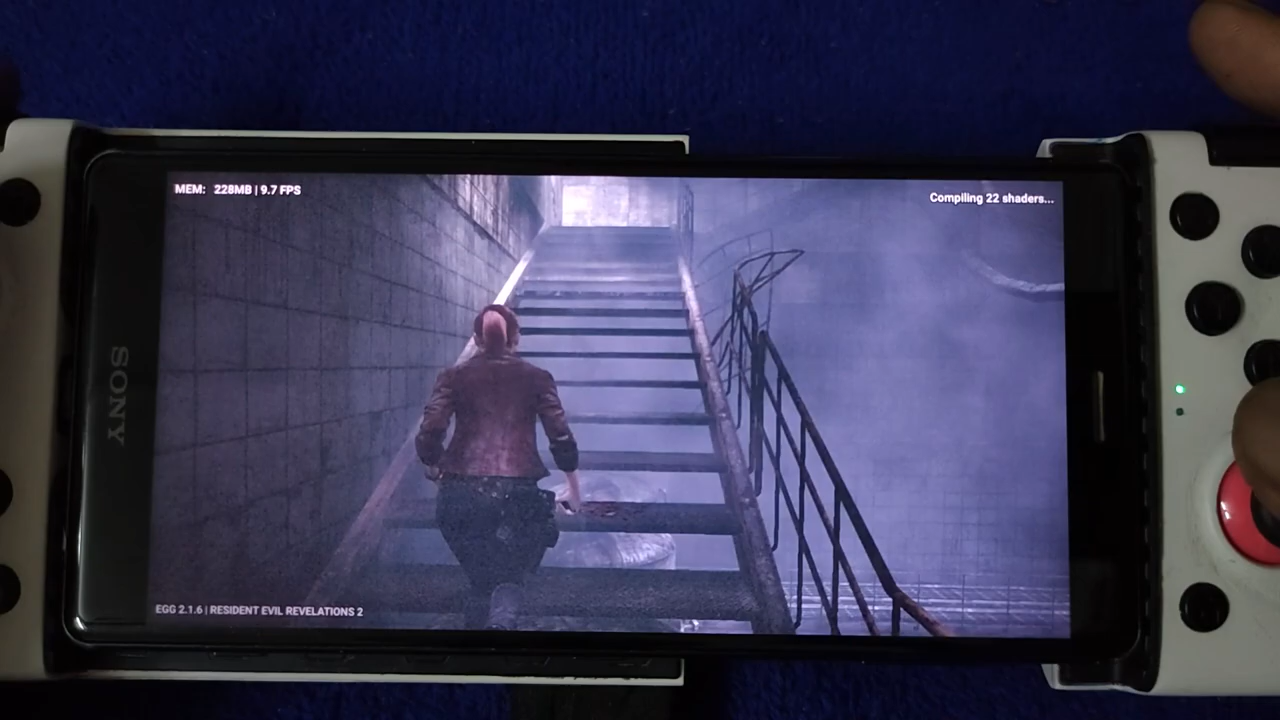 MEM: 228MB | 9.7 FPS
Compiling 22 shaders...
SONY
EGG 2.1.6 | RESIDENT EVIL REVELATIONS 2